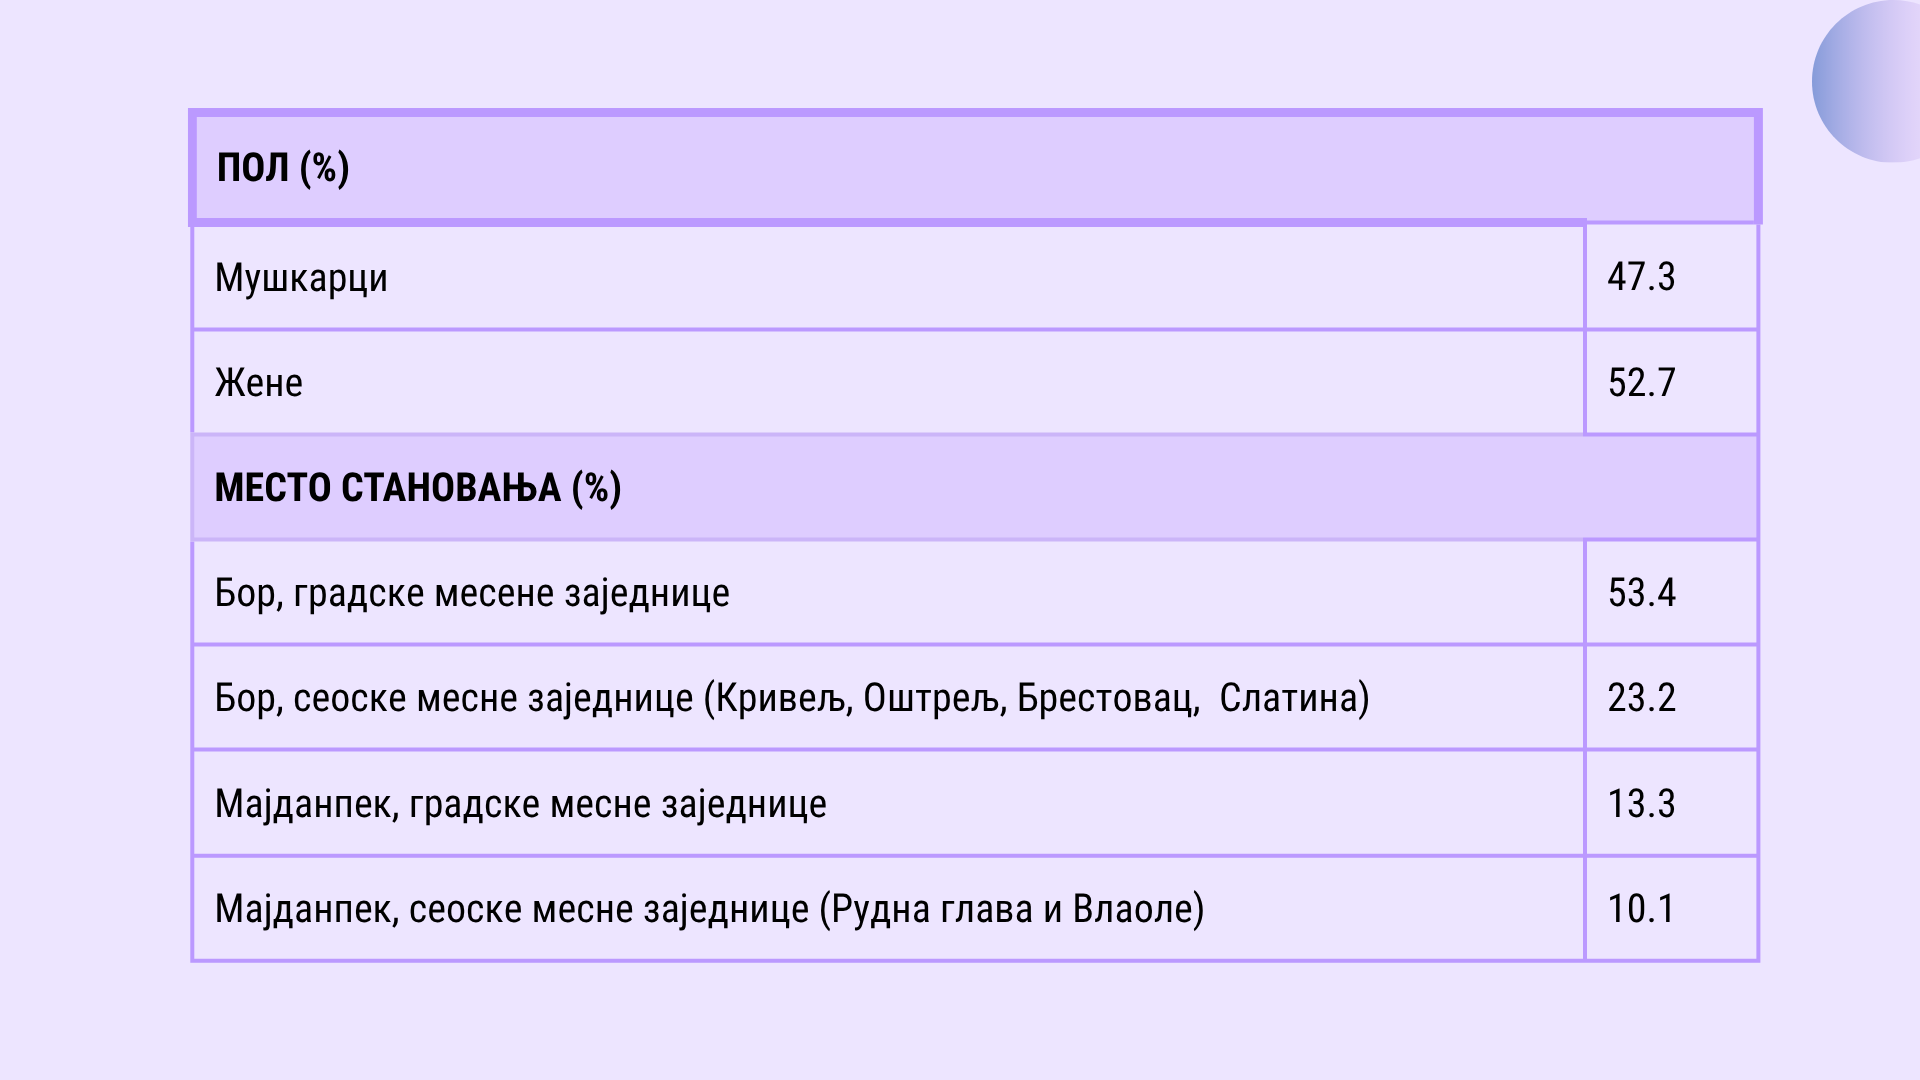 ПОЛ (%)
Мушкарци 47.3
Жене 52.7
МЕСТО СТАНОВАЊА (%)
Бор, градске месене заједнице 53.4
Бор, сеоске месне заједнице (Кривељ, Оштрељ, Брестовац,  Слатина) 23.2
Мајданпек, градске месне заједнице 13.3
Мајданпек, сеоске месне заједнице (Рудна глава и Влаоле) 10.1